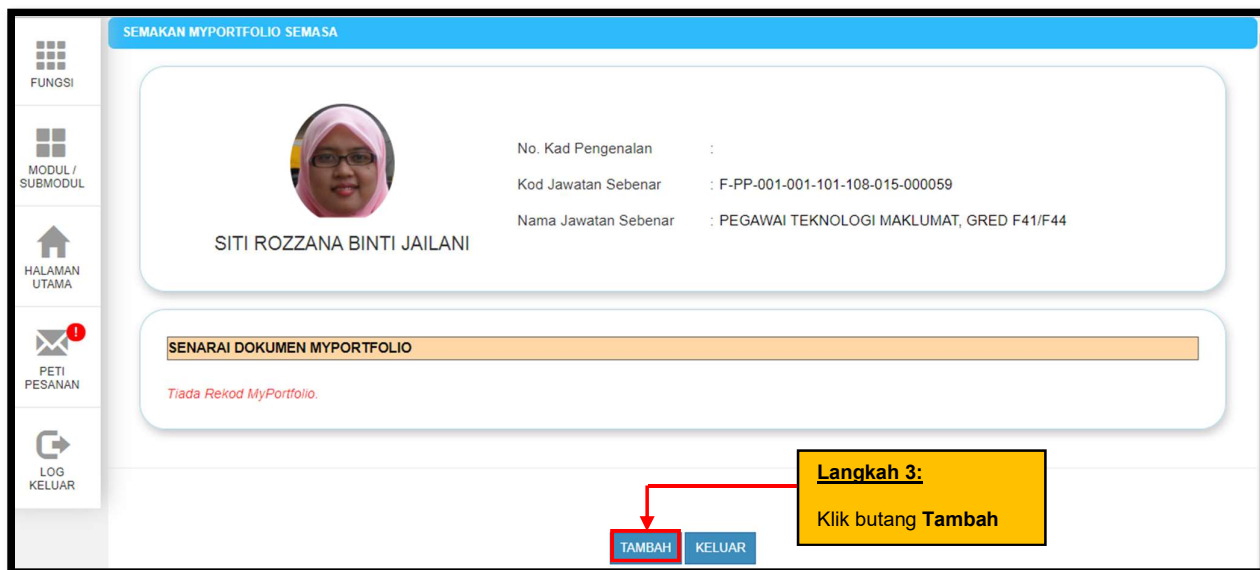 SEMAKAN MYPORTFOLIO SEMASA
FUNGSI
MODUL /
SUBMODUL
HALAMAN
UTAMA
!
PETI
PESANAN
LOG
KELUAR
SITI ROZZANA BINTI JAILANI
No. Kad Pengenalan :
Kod Jawatan Sebenar : F-PP-001-001-101-108-015-000059
Nama Jawatan Sebenar : PEGAWAI TEKNOLOGI MAKLUMAT, GRED F41/F44
SENARAI DOKUMEN MYPORTFOLIO
Tiada Rekod MyPortfolio.
Langkah 3:
Klik butang Tambah
TAMBAH KELUAR